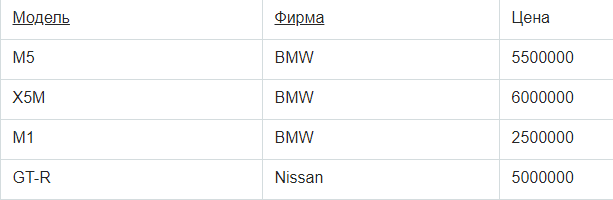 Модель Фирма Цена
M5 BMW 5500000
X5M BMW 6000000
M1 BMW 2500000
GT-R Nissan 5000000